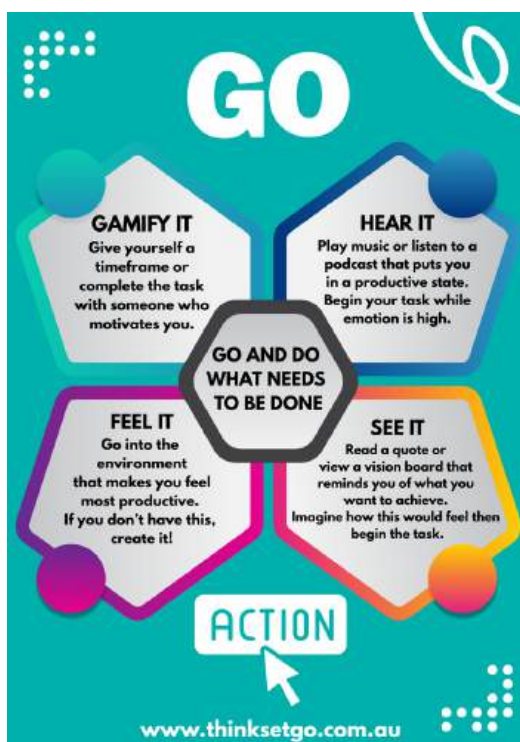 GO
GAMIFY IT
Give yourself a
timeframe or
complete the task
with someone who
motivates you.
HEAR IT
Play music or listen to a
podcast that puts you
in a productive state.
Begin your task while
emotion is high.
GO AND DO
WHAT NEEDS
TO BE DONE
FEEL IT
Go into the
environment
that makes you feel
most productive.
If you don't have this,
create it!
SEE IT
Read a quote or
view a vision board that
reminds you of what you
want to achieve.
Imagine how this would feel then
begin the task.
ACTION
www.thinksetgo.com.au